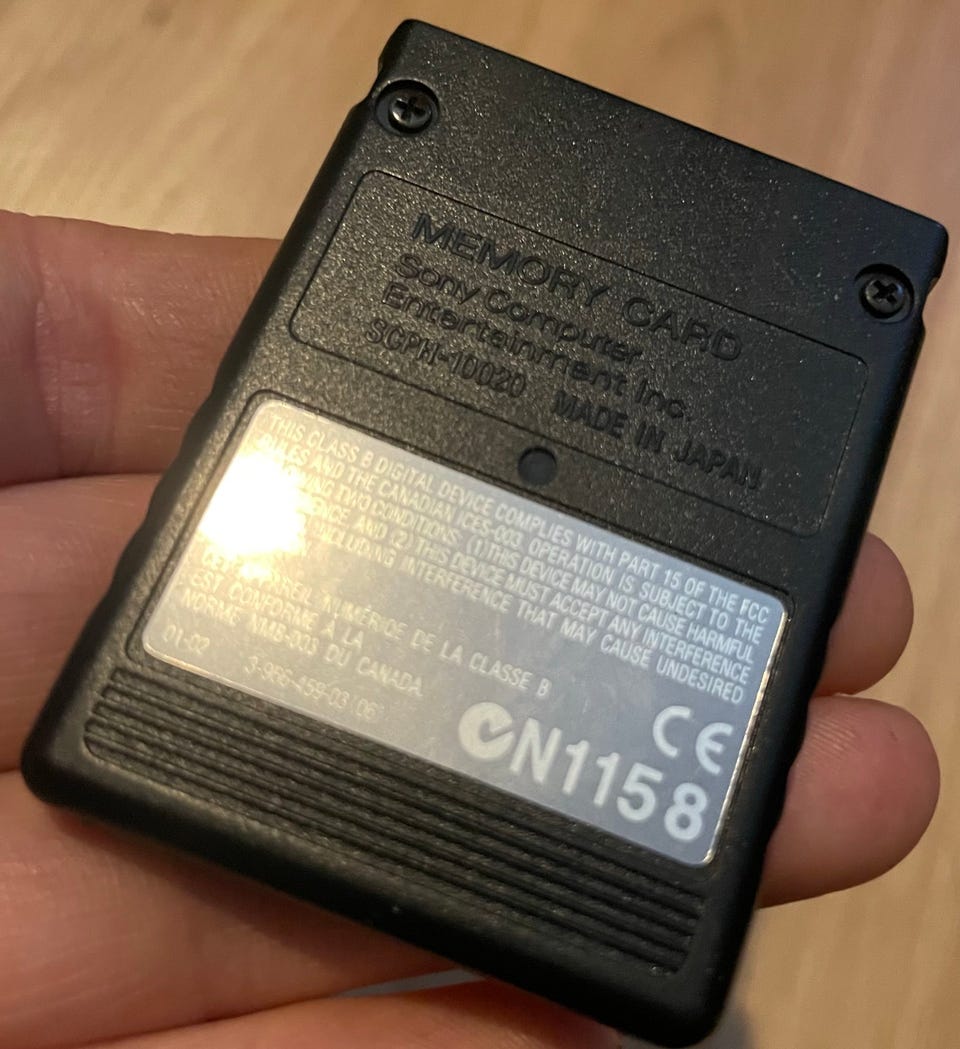 MEMORY CARD
Sony Computer
Entertainment Inc.
SCPH-10020 MADE IN JAPAN
THIS CLASS B DIGITAL DEVICE COMPLIES WITH PART 15 OF THE FCC
RULES AND THE CANADIAN ICES-003. OPERATION IS SUBJECT TO THE
TWO CONDITIONS: (1)THIS DEVICE MAY NOT CAUSE HARMFUL
AND (2) THIS DEVICE MUST ACCEPT ANY INTERFERENCE
INCLUDING INTERFERENCE THAT MAY CAUSE UNDESIRED
NUMÉRIDE DE LA CLASSE B
EST CONFORME À LA
NORME NMB-003 DU CANADA
01-02 3-966-459-03 06
CE
N1158